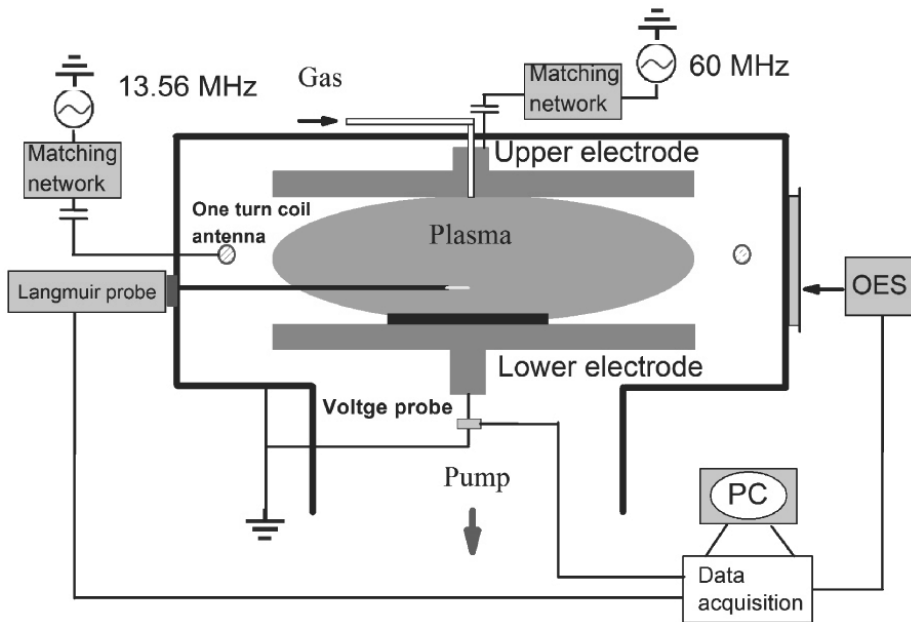 13.56 MHz
Gas
Matching
network
60 MHz
Matching
network
Upper electrode
One turn coil
antenna
Plasma
Langmuir probe
OES
Lower electrode
Voltge probe
Pump
PC
Data
acquisition